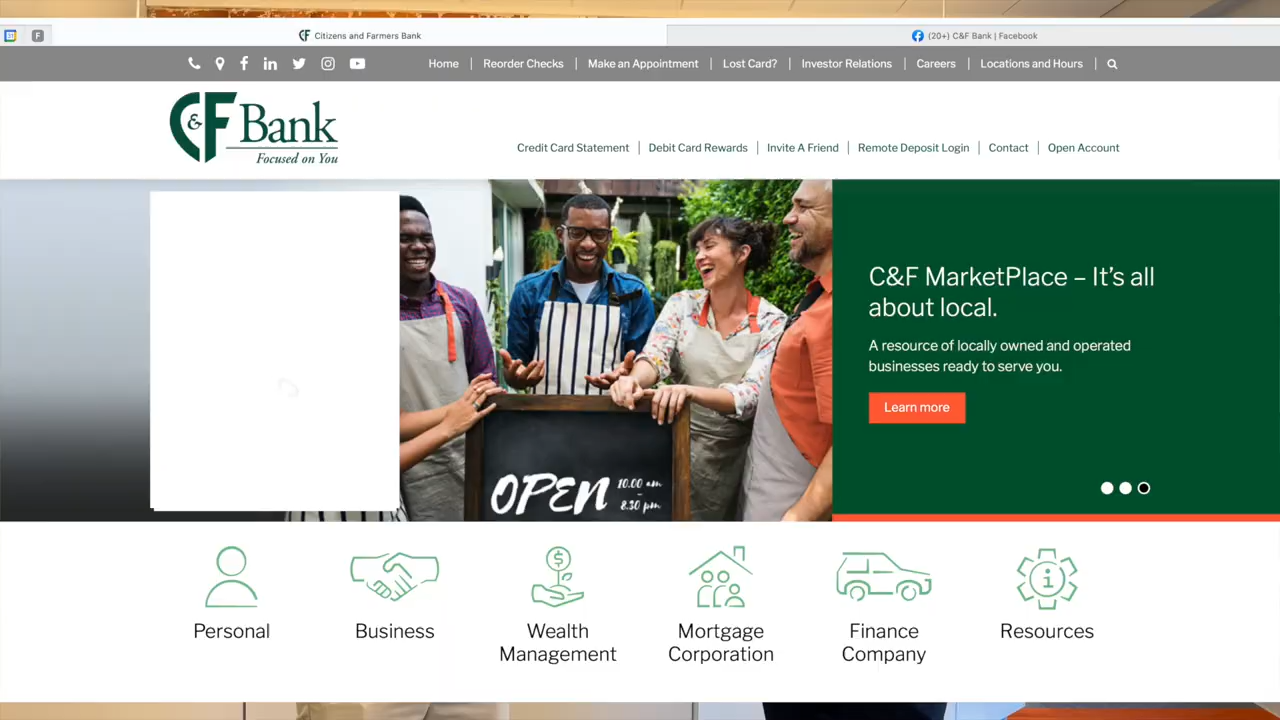 F
Citizens and Farmers Bank
(20+) C&F Bank | Facebook
Home
Reorder Checks
Make an Appointment
Lost Card?
Investor Relations
Careers
Locations and Hours
C&F Bank
Focused on You
Credit Card Statement
Debit Card Rewards
Invite A Friend
Remote Deposit Login
Contact
Open Account
C&F MarketPlace – It’s all
about local.
A resource of locally owned and operated
businesses ready to serve you.
Learn more
OPEN
10.00 am
–
8.30 pm
Personal
Business
Wealth
Management
Mortgage
Corporation
Finance
Company
Resources